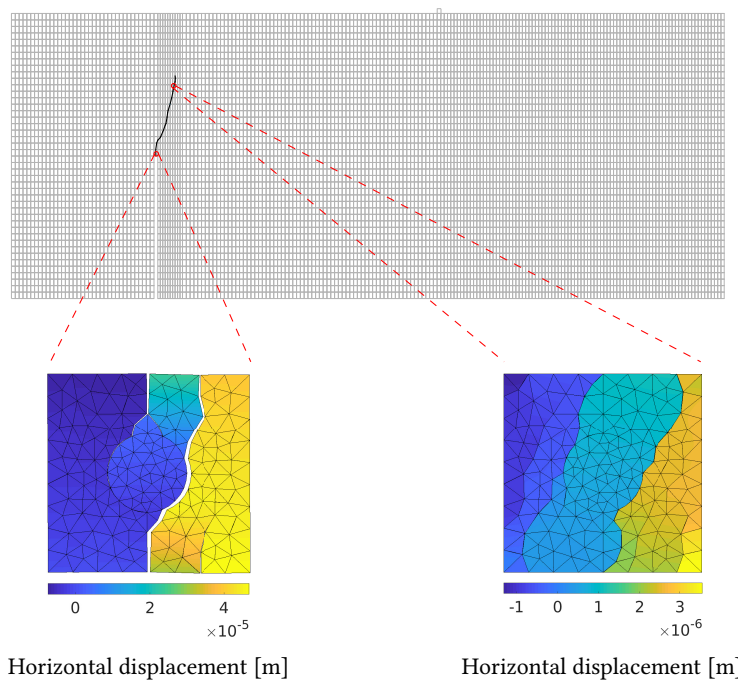 0 2 4
×10⁻⁵
Horizontal displacement [m]
-1 0 1 2 3
×10⁻⁶
Horizontal displacement [m]